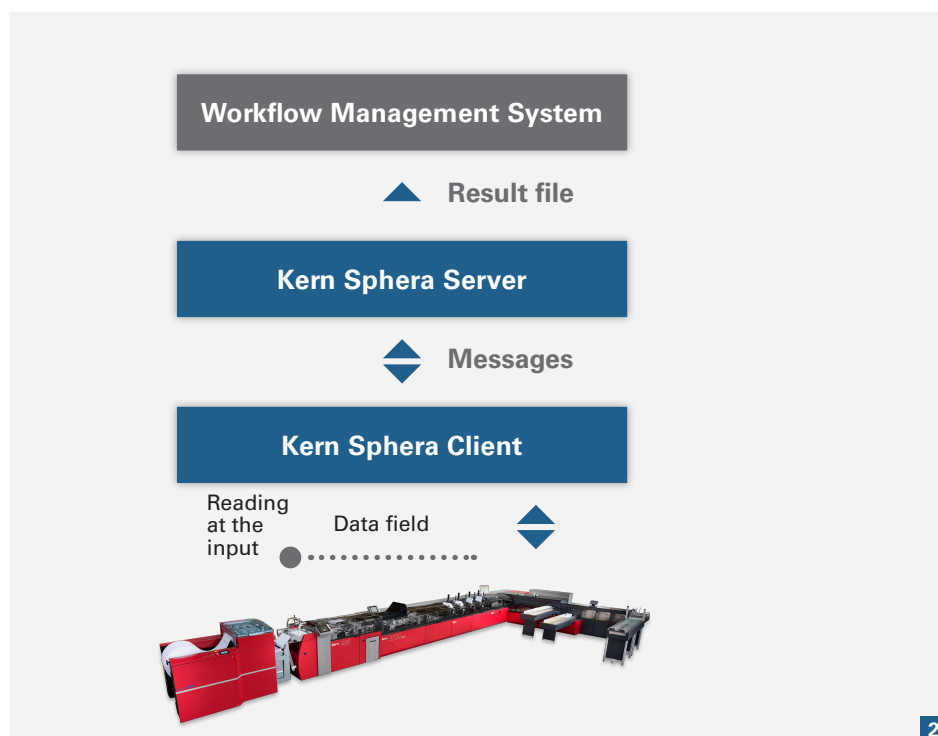 Workflow Management System
Result file
Kern Sphera Server
Messages
Kern Sphera Client
Reading
at the
input
Data field
2